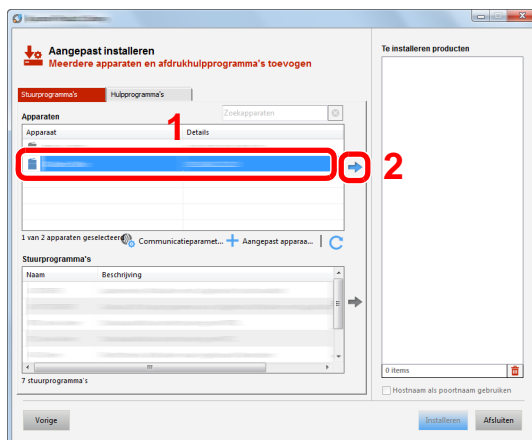 Aangepast installeren
Meerdere apparaten en afdrukhulpprogramma's toevogen
Stuurprogramma's
Hulpprogramma's
Apparaten
Zoekapparaten
Apparaat
Details
1
2
1 van 2 apparaten geselecteerd
Communicatieparamet...
Aangepast apparaa...
Stuurprogramma's
Naam
Beschrijving
7 stuurprogramma's
Te installeren producten
0 items
Hostnaam als poortnaam gebruiken
Vorige
Installeren
Afsluiten